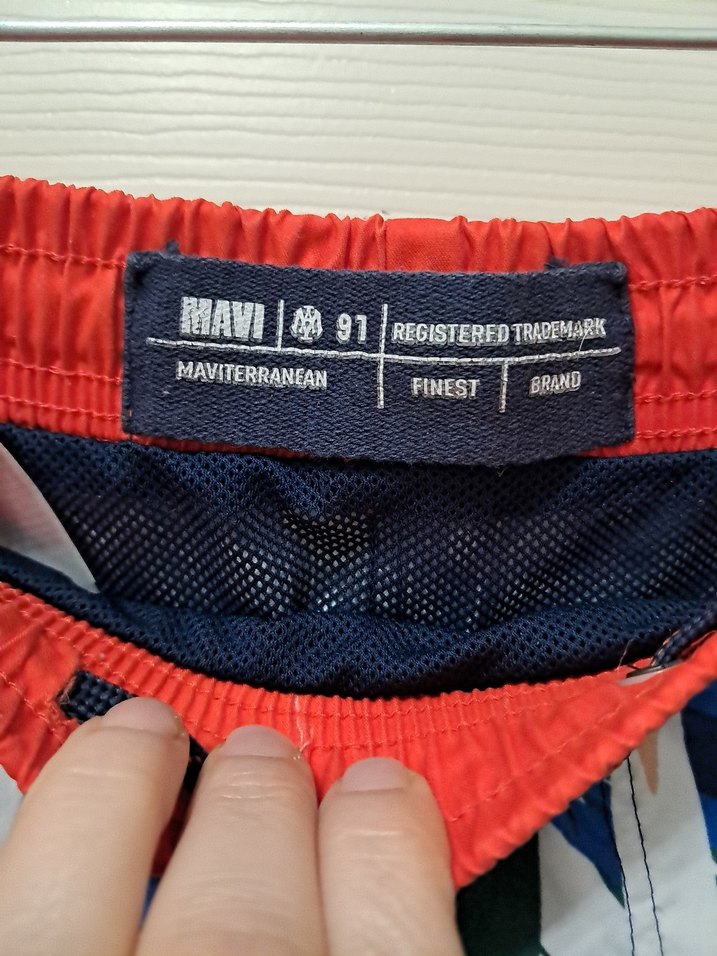 MAVI 91 REGISTERED TRADEMARK
MAVITERRANEAN FINEST BRAND